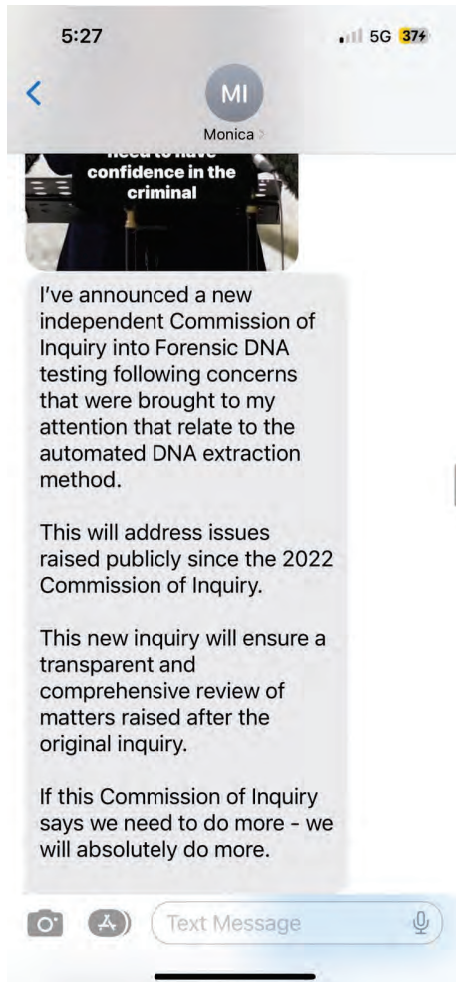 5:27
5G 37
MI
Monica
need to have
confidence in the
criminal
I've announced a new
independent Commission of
Inquiry into Forensic DNA
testing following concerns
that were brought to my
attention that relate to the
automated DNA extraction
method.
This will address issues
raised publicly since the 2022
Commission of Inquiry.
This new inquiry will ensure a
transparent and
comprehensive review of
matters raised after the
original inquiry.
If this Commission of Inquiry
says we need to do more – we
will absolutely do more.
Text Message